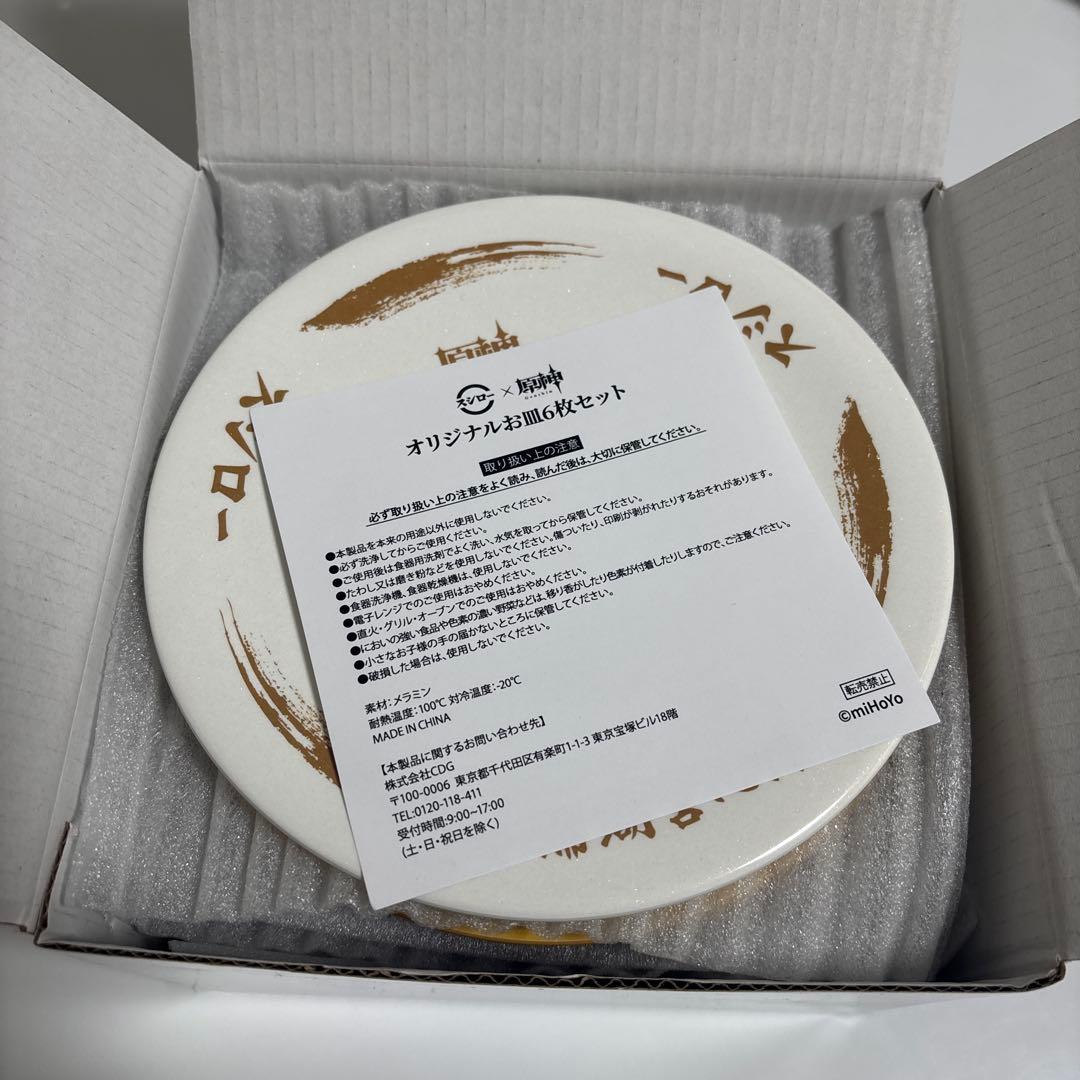 スシロー
原神
スシロー
スシロー × 原神
Genshin
オリジナルお皿6枚セット
取り扱い上の注意
必ず取り扱い上の注意をよく読み、読んだ後は、大切に保管してください。
●本製品を本来の用途以外に使用しないでください。
●必ず洗浄してからご使用ください。
●ご使用後は食器用洗剤でよく洗い、水気を取ってから保管してください。
●たわし又は磨き粉などを使用しないでください。傷ついたり、印刷が剥がれたりするおそれがあります。
●食器洗浄機、食器乾燥機は、使用しないでください。
●電子レンジでのご使用はおやめください。
●直火・グリル・オーブンでのご使用はおやめください。
●においの強い食品や色素の濃い野菜などは、移り香がしたり色素が付着したりしますので、ご注意ください。
●小さなお子様の手の届かないところに保管してください。
●破損した場合は、使用しないでください。
素材:メラミン
耐熱温度:100℃ 対冷温度:-20℃
MADE IN CHINA
【本製品に関するお問い合わせ先】
株式会社CDG
〒100-0006 東京都千代田区有楽町1-1-3 東京宝塚ビル18階
TEL:0120-118-411
受付時間:9:00~17:00
(土・日・祝日を除く)
転売禁止
©miHoYo